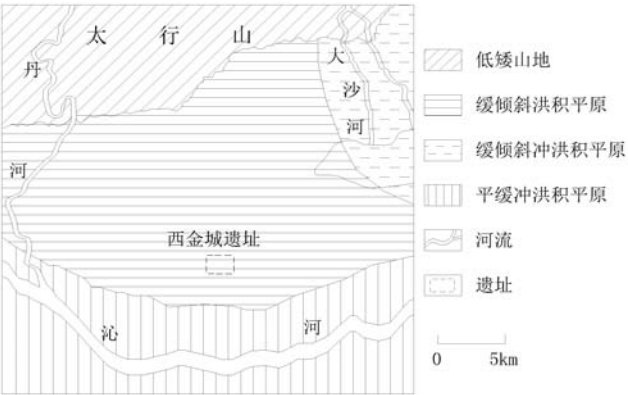 太行山
丹河
大沙河
西金城遗址
沁河
低矮山地
缓倾斜洪积平原
缓倾斜冲洪积平原
平缓冲洪积平原
河流
遗址
0 5km